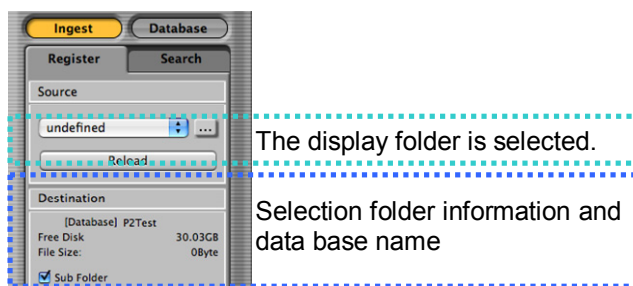 Ingest Database
Register Search
Source
undefined ...
Reload
The display folder is selected.
Destination
[Database] P2Test
Free Disk 30.03GB
File Size: 0Byte
Sub Folder
Selection folder information and
data base name